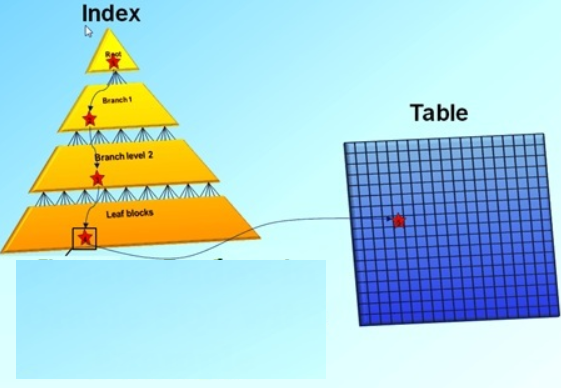 Index
Root
Branch 1
Branch level 2
Leaf blocks
Table